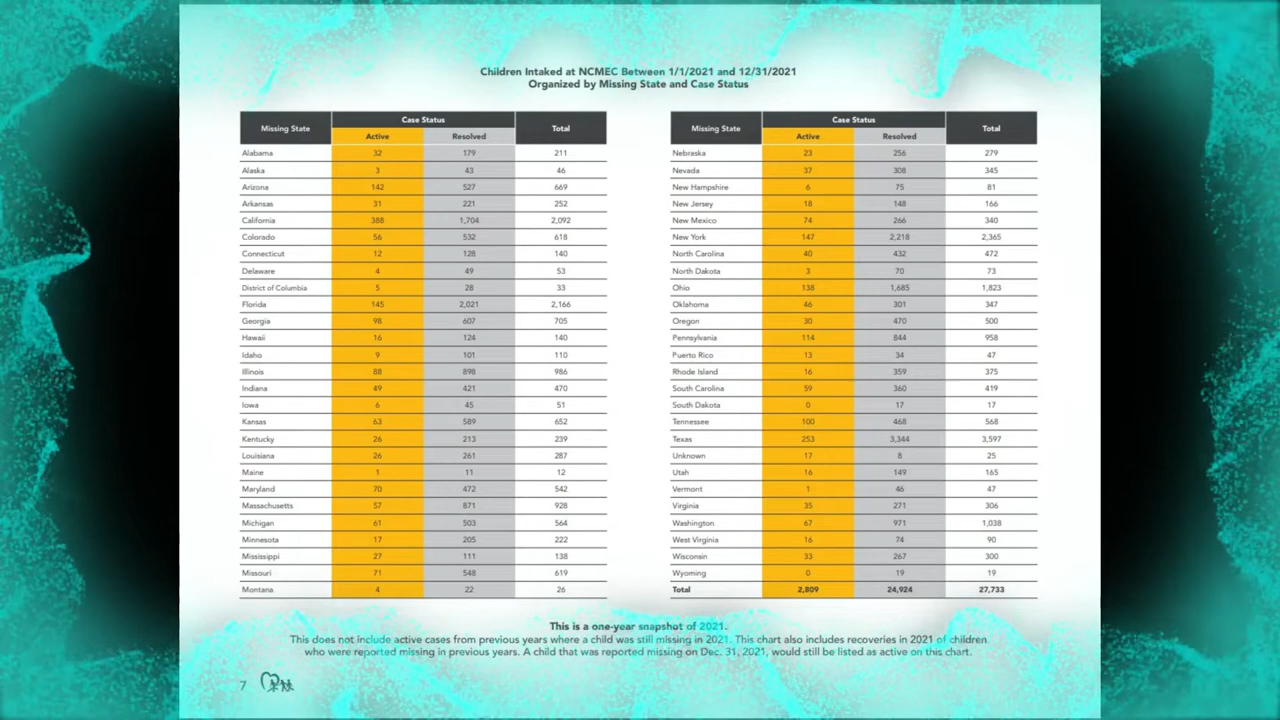 Children Intaked at NCMEC Between 1/1/2021 and 12/31/2021
Organized by Missing State and Case Status
Missing State Case Status Total
Active Resolved
Alabama 32 179 211
Alaska 3 43 46
Arizona 142 527 669
Arkansas 31 221 252
California 388 1,704 2,092
Colorado 56 532 618
Connecticut 12 128 140
Delaware 4 49 53
District of Columbia 5 28 33
Florida 145 2,021 2,166
Georgia 98 607 705
Hawaii 16 124 140
Idaho 9 101 110
Illinois 88 898 986
Indiana 49 421 470
Iowa 6 45 51
Kansas 63 589 652
Kentucky 26 213 239
Louisiana 26 261 287
Maine 1 11 12
Maryland 70 472 542
Massachusetts 57 871 928
Michigan 61 503 564
Minnesota 17 205 222
Mississippi 27 111 138
Missouri 71 548 619
Montana 4 22 26
Missing State Case Status Total
Active Resolved
Nebraska 23 256 279
Nevada 37 308 345
New Hampshire 6 75 81
New Jersey 18 148 166
New Mexico 74 266 340
New York 147 2,218 2,365
North Carolina 40 432 472
North Dakota 3 70 73
Ohio 138 1,685 1,823
Oklahoma 46 301 347
Oregon 30 470 500
Pennsylvania 114 844 958
Puerto Rico 13 34 47
Rhode Island 16 359 375
South Carolina 59 360 419
South Dakota 0 17 17
Tennessee 100 468 568
Texas 253 3,344 3,597
Unknown 17 8 25
Utah 16 149 165
Vermont 1 46 47
Virginia 35 271 306
Washington 67 971 1,038
West Virginia 16 74 90
Wisconsin 33 267 300
Wyoming 0 19 19
Total 2,809 24,924 27,733
This is a one-year snapshot of 2021.
This does not include active cases from previous years where a child was still missing in 2021. This chart also includes recoveries in 2021 of children
who were reported missing in previous years. A child that was reported missing on Dec. 31, 2021, would still be listed as active on this chart.
7